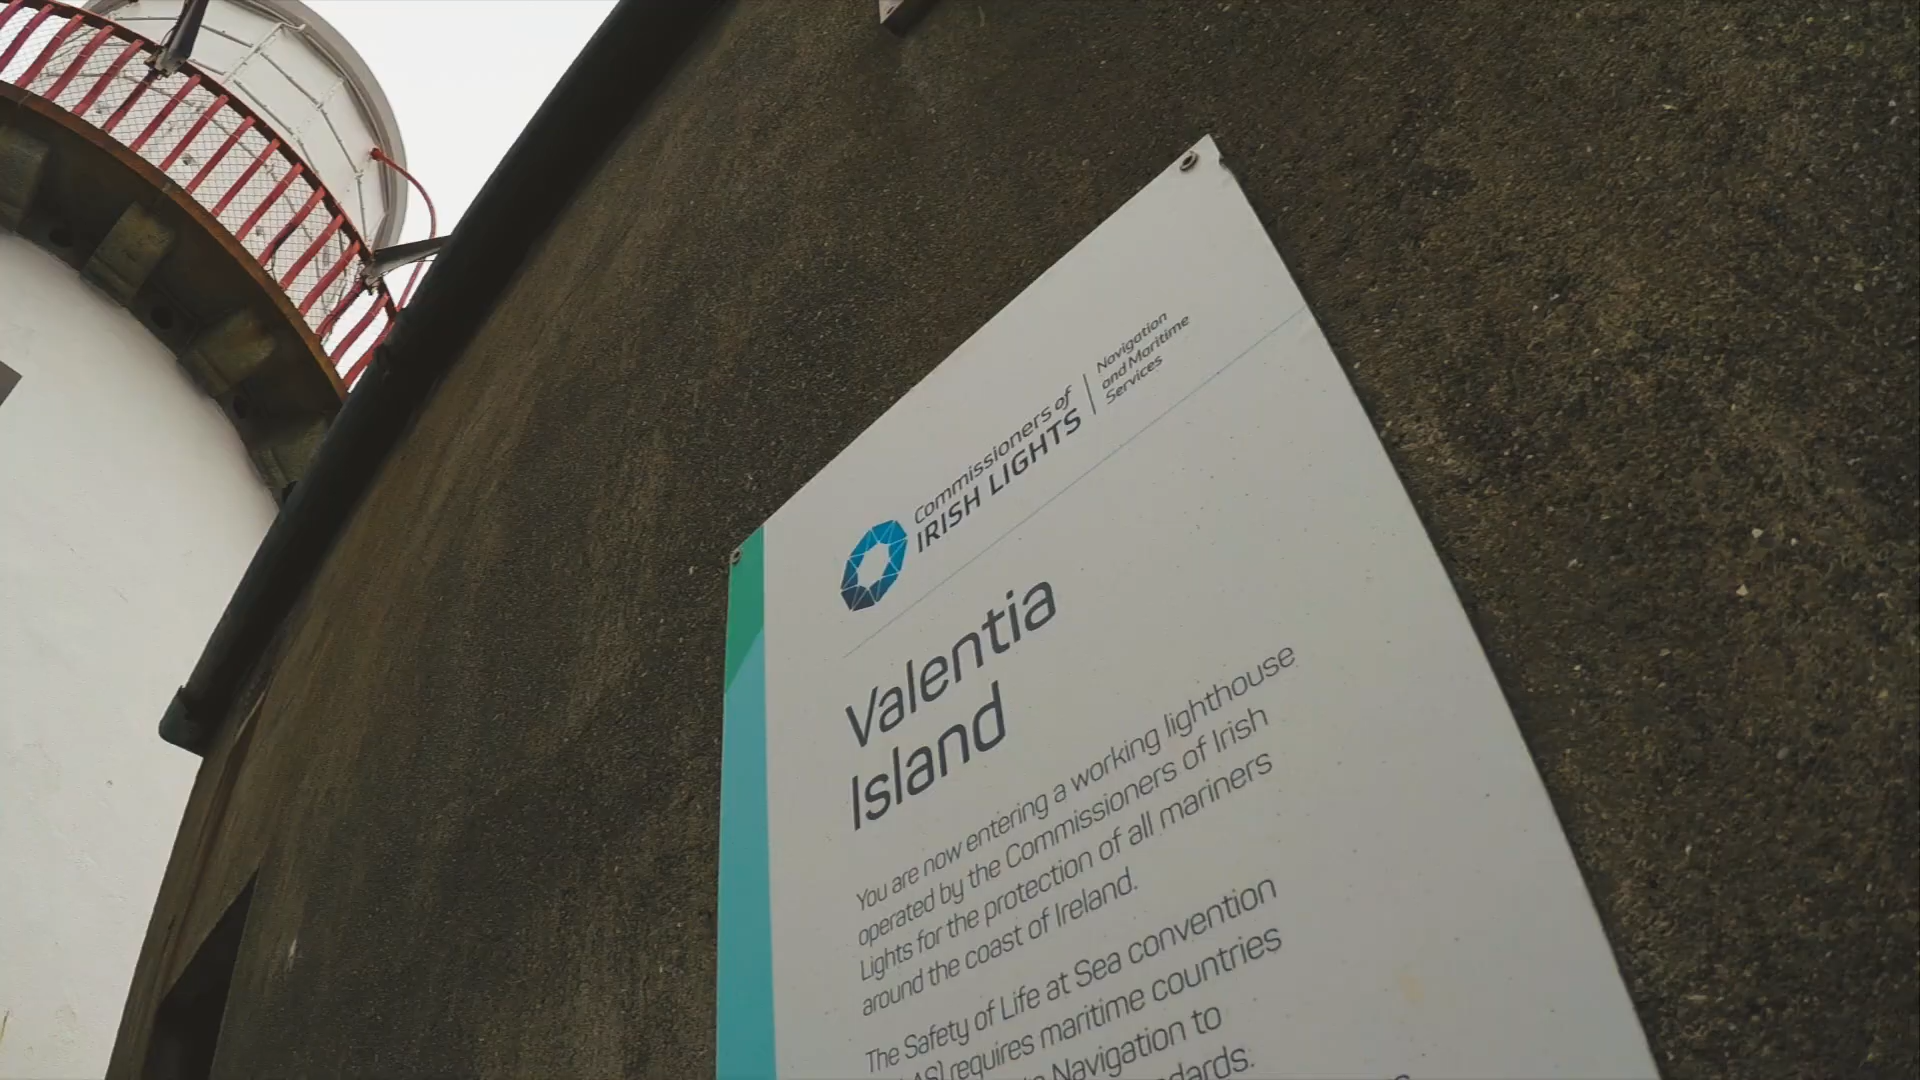 Commissioners of
IRISH LIGHTS
Navigation
and Maritime
Services
Valentia
Island
You are now entering a working lighthouse
operated by the Commissioners of Irish
Lights for the protection of all mariners
around the coast of Ireland.
The Safety of Life at Sea convention
requires maritime countries
Navigation to